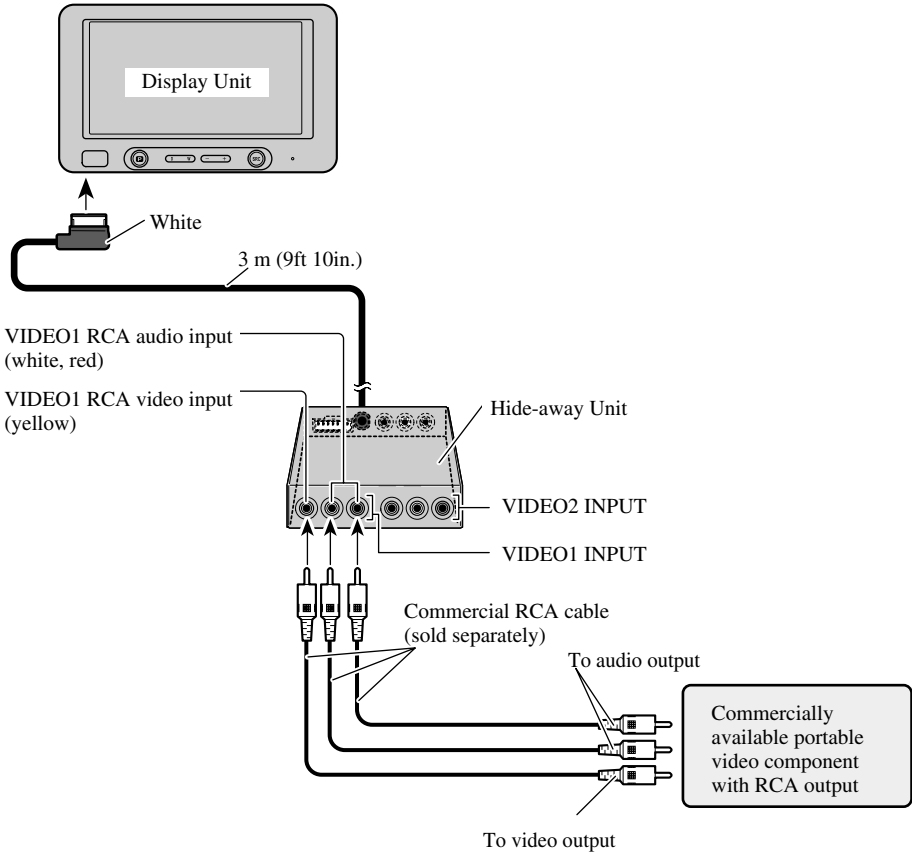 Display Unit
SRC
White
3 m (9ft 10in.)
VIDEO1 RCA audio input
(white, red)
VIDEO1 RCA video input
(yellow)
Hide-away Unit
VIDEO2 INPUT
VIDEO1 INPUT
Commercial RCA cable
(sold separately)
To audio output
Commercially
available portable
video component
with RCA output
To video output